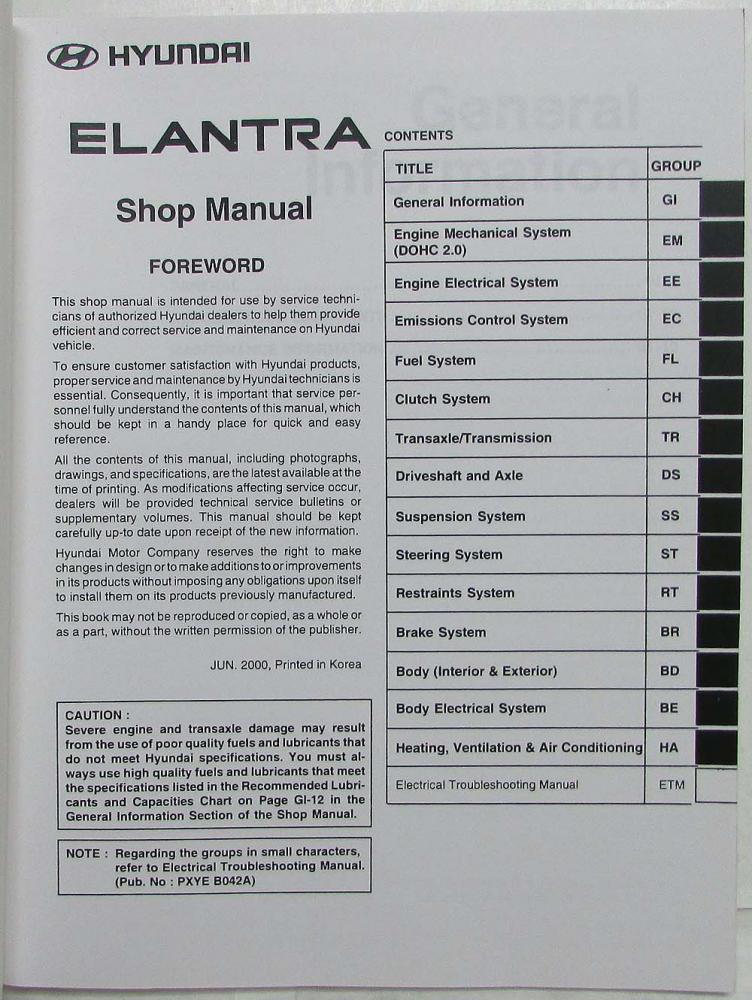 HYUNDAI
ELANTRA
Shop Manual
FOREWORD
This shop manual is intended for use by service techni-
cians of authorized Hyundai dealers to help them provide
efficient and correct service and maintenance on Hyundai
vehicle.
To ensure customer satisfaction with Hyundai products,
proper service and maintenance by Hyundai technicians is
essential. Consequently, it is important that service per-
sonnel fully understand the contents of this manual, which
should be kept in a handy place for quick and easy
reference.
All the contents of this manual, including photographs,
drawings, and specifications, are the latest available at the
time of printing. As modifications affecting service occur,
dealers will be provided technical service bulletins or
supplementary volumes. This manual should be kept
carefully up-to date upon receipt of the new information.
Hyundai Motor Company reserves the right to make
changes in design or to make additions to or improvements
in its products without imposing any obligations upon itself
to install them on its products previously manufactured.
This book may not be reproduced or copied, as a whole or
as a part, without the written permission of the publisher.
JUN. 2000, Printed in Korea
CAUTION :
Severe engine and transaxle damage may result
from the use of poor quality fuels and lubricants that
do not meet Hyundai specifications. You must al-
ways use high quality fuels and lubricants that meet
the specifications listed in the Recommended Lubri-
cants and Capacities Chart on Page GI-12 in the
General Information Section of the Shop Manual.
NOTE : Regarding the groups in small characters,
refer to Electrical Troubleshooting Manual.
(Pub. No : PXYE B042A)
CONTENTS
TITLE GROUP
General Information GI
Engine Mechanical System
(DOHC 2.0) EM
Engine Electrical System EE
Emissions Control System EC
Fuel System FL
Clutch System CH
Transaxle/Transmission TR
Driveshaft and Axle DS
Suspension System SS
Steering System ST
Restraints System RT
Brake System BR
Body (Interior & Exterior) BD
Body Electrical System BE
Heating, Ventilation & Air Conditioning HA
Electrical Troubleshooting Manual ETM
General
Information